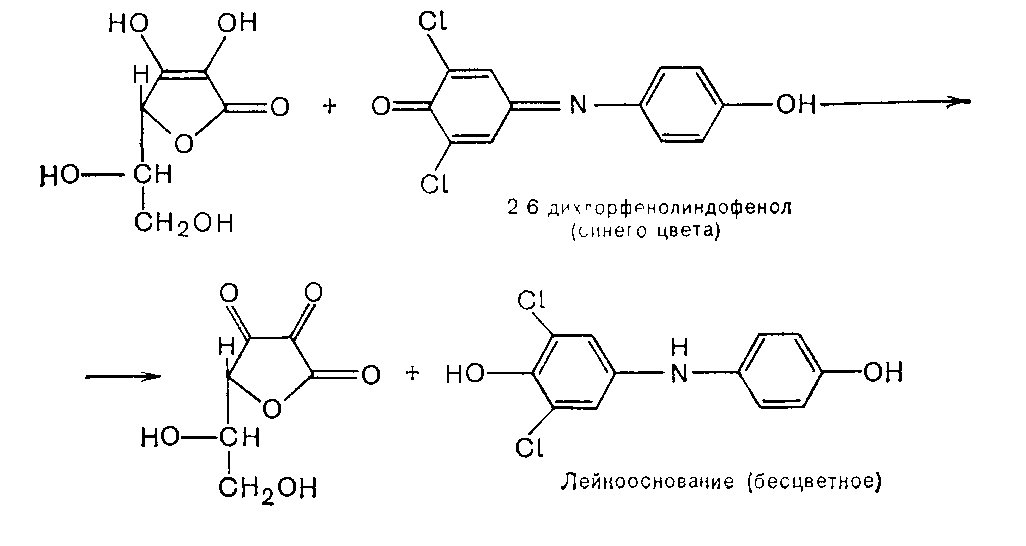 HO OH
Cl
H
O + O N OH
O
HO CH
Cl
CH2OH
2 6 дихлорфенолиндофенол
(синего цвета)
O O
Cl
H
H
O + HO N OH
O
HO CH
Cl
CH2OH
Лейкооснование (бесцветное)